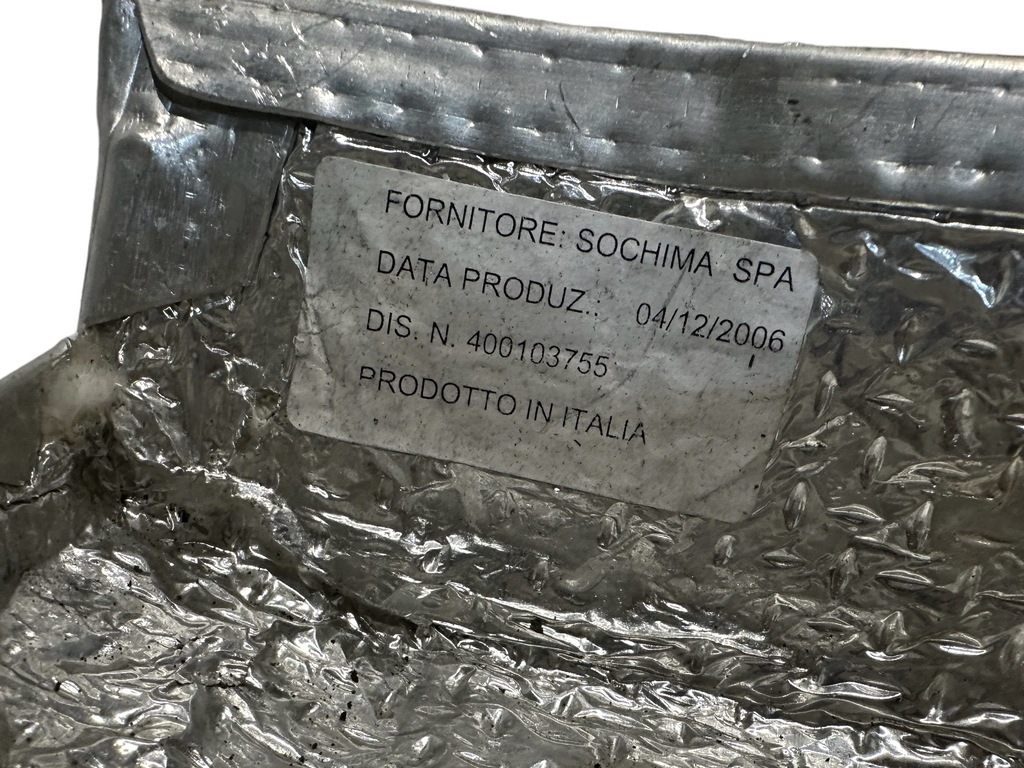 FORNITORE: SOCHIMA SPA
DATA PRODUZ.: 04/12/2006
DIS. N. 400103755
PRODOTTO IN ITALIA